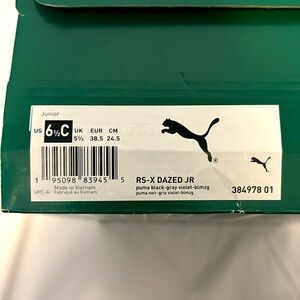 Junior
US 6½C UK EUR CM
5½ 38.5 24.5
1 95098 83945 5
UPC-A Made in Vietnam
Fabriqué au Vietnam
RS-X DAZED JR
puma black-gray violet-blmzg
puma noir-gris violet-blmzg
384978 01